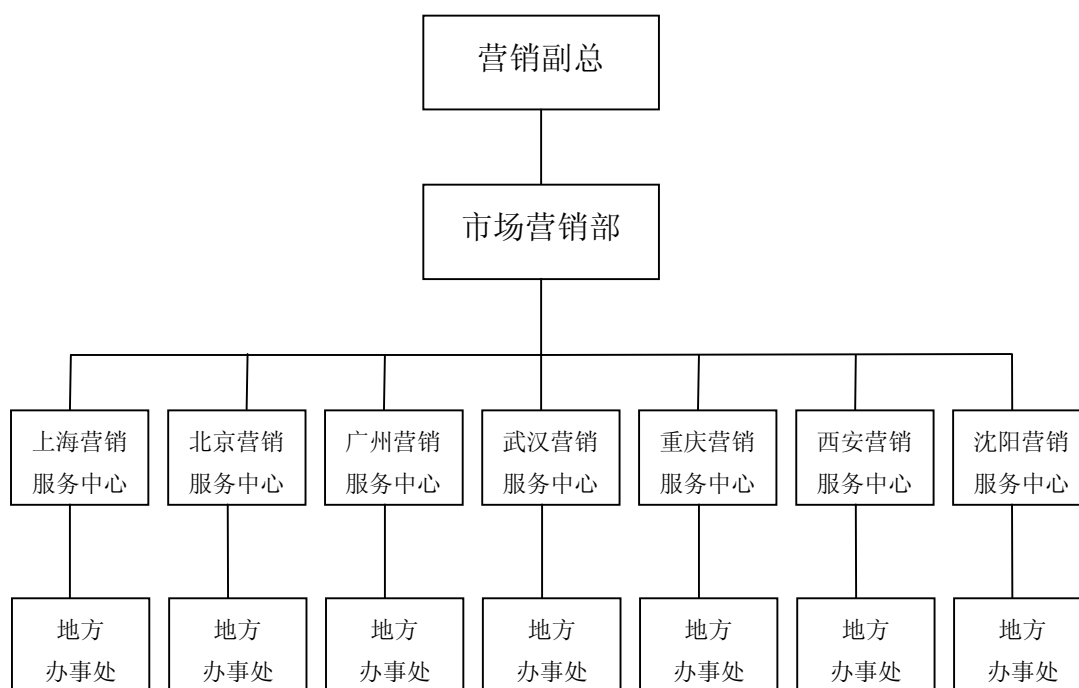 营销副总
市场营销部
上海营销
服务中心
北京营销
服务中心
广州营销
服务中心
武汉营销
服务中心
重庆营销
服务中心
西安营销
服务中心
沈阳营销
服务中心
地方
办事处
地方
办事处
地方
办事处
地方
办事处
地方
办事处
地方
办事处
地方
办事处